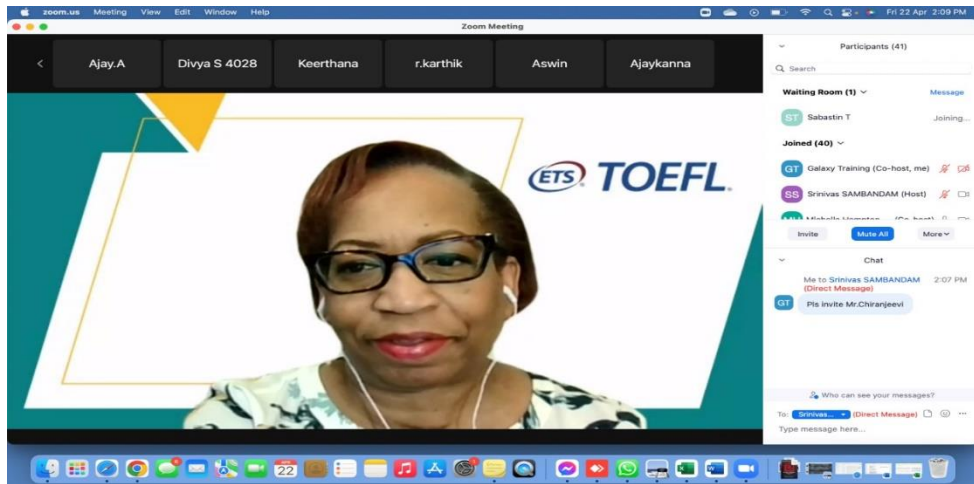 zoom.us Meeting View Edit Window Help
Fri 22 Apr 2:09 PM
Zoom Meeting
Ajay.A Divya S 4028 Keerthana r.karthik Aswin Ajaykanna
ETS TOEFL.
Participants (41)
Search
Waiting Room (1) Message
ST Sabastin T Joining...
Joined (40)
GT Galaxy Training (Co-host, me)
SS Srinivas SAMBANDAM (Host)
Invite Mute All More
Chat
Me to Srinivas SAMBANDAM 2:07 PM
(Direct Message)
GT Pls invite Mr.Chiranjeevi
Who can see your messages?
To: Srinivas... (Direct Message)
Type message here...
22